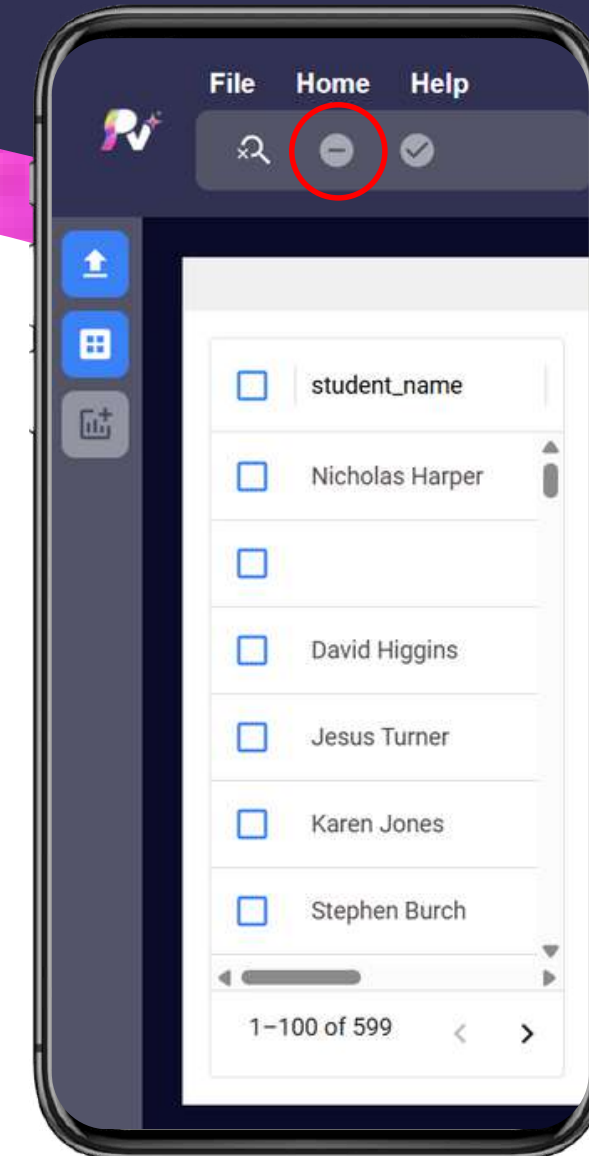 File Home Help
student_name
Nicholas Harper
David Higgins
Jesus Turner
Karen Jones
Stephen Burch
1–100 of 599